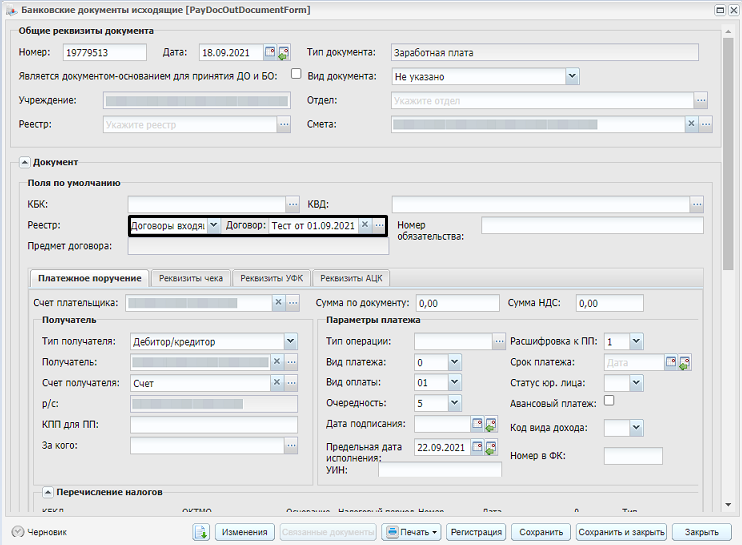 Банковские документы исходящие [PayDocOutDocumentForm]
Общие реквизиты документа
Номер: 19779513 Дата: 18.09.2021 Тип документа: Заработная плата
Является документом-основанием для принятия ДО и БО: Вид документа: Не указано
Учреждение: Отдел: Укажите отдел
Реестр: Укажите реестр Смета:
Документ
Поля по умолчанию
КБК: КВД:
Реестр: Договоры входя Договор: Тест от 01.09.2021 Номер обязательства:
Предмет договора:
Платежное поручение Реквизиты чека Реквизиты УФК Реквизиты АЦК
Счет плательщика: Сумма по документу: 0,00 Сумма НДС: 0,00
Получатель Параметры платежа
Тип получателя: Дебитор/кредитор Тип операции: Расшифровка к ПП: 1
Получатель: Вид платежа: 0 Срок платежа: Дата
Счет получателя: Счет Вид оплаты: 01 Статус юр. лица:
р/с: Очередность: 5 Авансовый платеж:
КПП для ПП: Дата подписания: Код вида дохода:
За кого: Предельная дата исполнения: 22.09.2021 Номер в ФК:
УИН:
Перечисление налогов
КБКД ОКТМО Основание Налоговый период Номер Дата Тип
Черновик Изменения Связанные документы Печать Регистрация Сохранить Сохранить и закрыть Закрыть